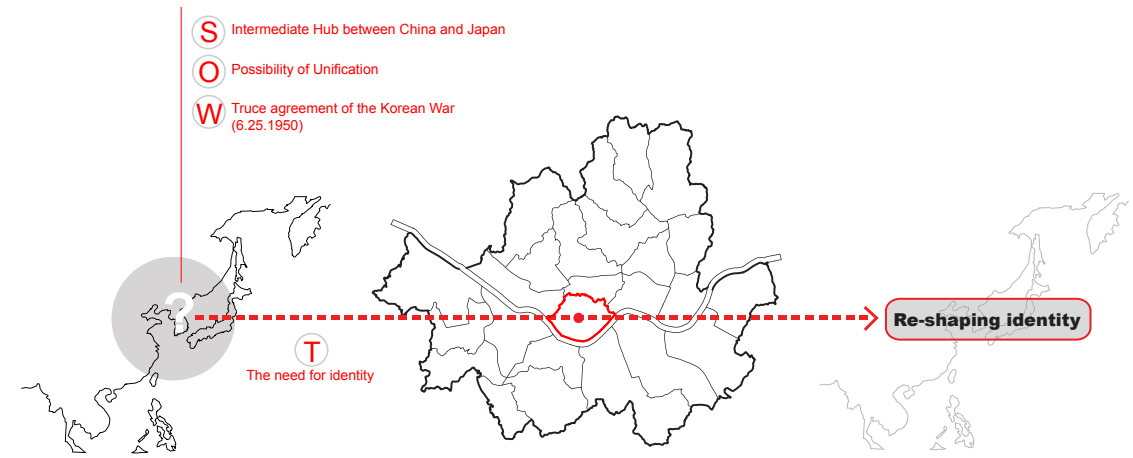 S Intermediate Hub between China and Japan
O Possibility of Unification
W Truce agreement of the Korean War
(6.25.1950)
?
Re-shaping identity
T
The need for identity